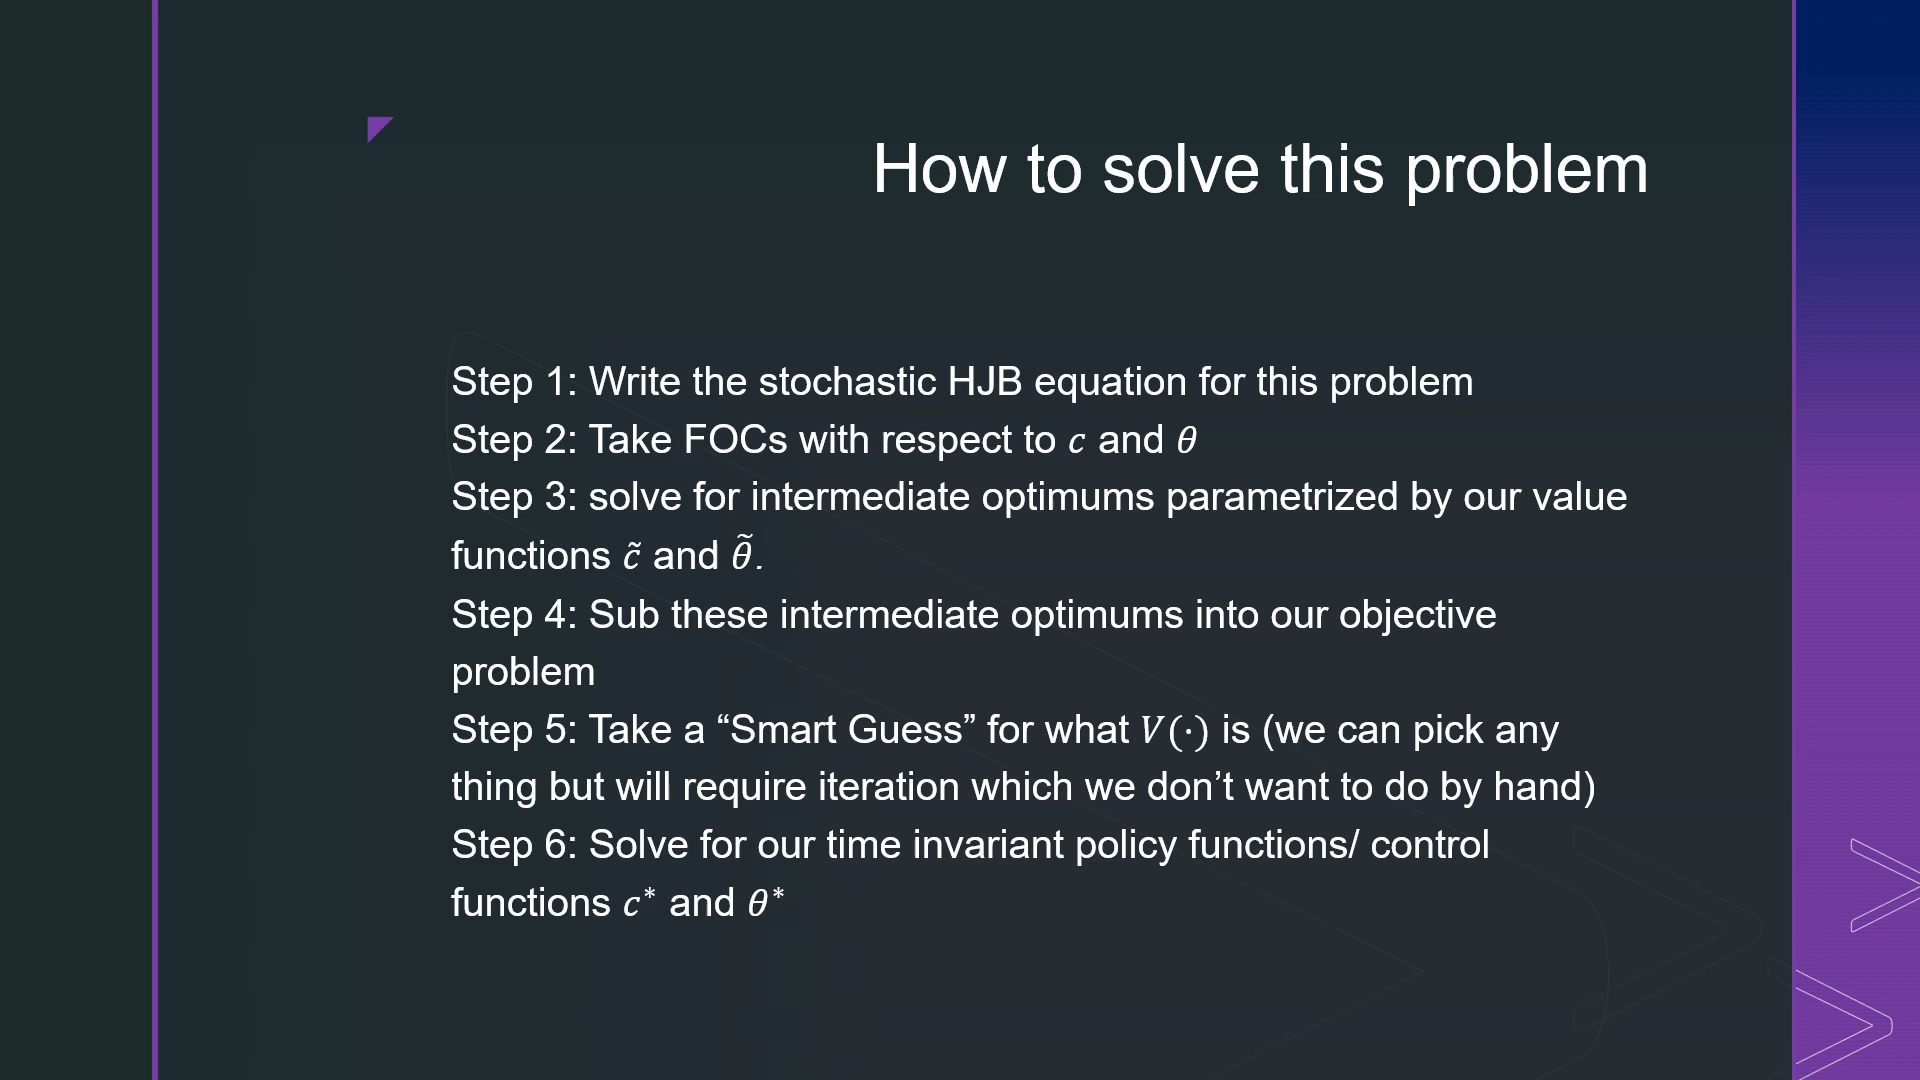 How to solve this problem
Step 1: Write the stochastic HJB equation for this problem
Step 2: Take FOCs with respect to 𝑐 and 𝜃
Step 3: solve for intermediate optimums parametrized by our value
functions 𝑐̃ and 𝜃̃.
Step 4: Sub these intermediate optimums into our objective
problem
Step 5: Take a “Smart Guess” for what 𝑉(·) is (we can pick any
thing but will require iteration which we don’t want to do by hand)
Step 6: Solve for our time invariant policy functions/ control
functions 𝑐* and 𝜃*